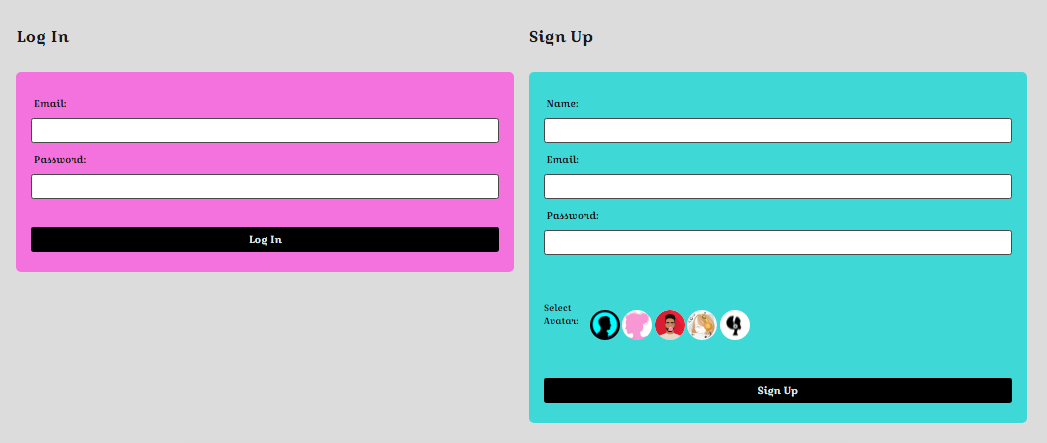 Log In
Email:
Password:
Log In
Sign Up
Name:
Email:
Password:
Select
Avatar:
Sign Up